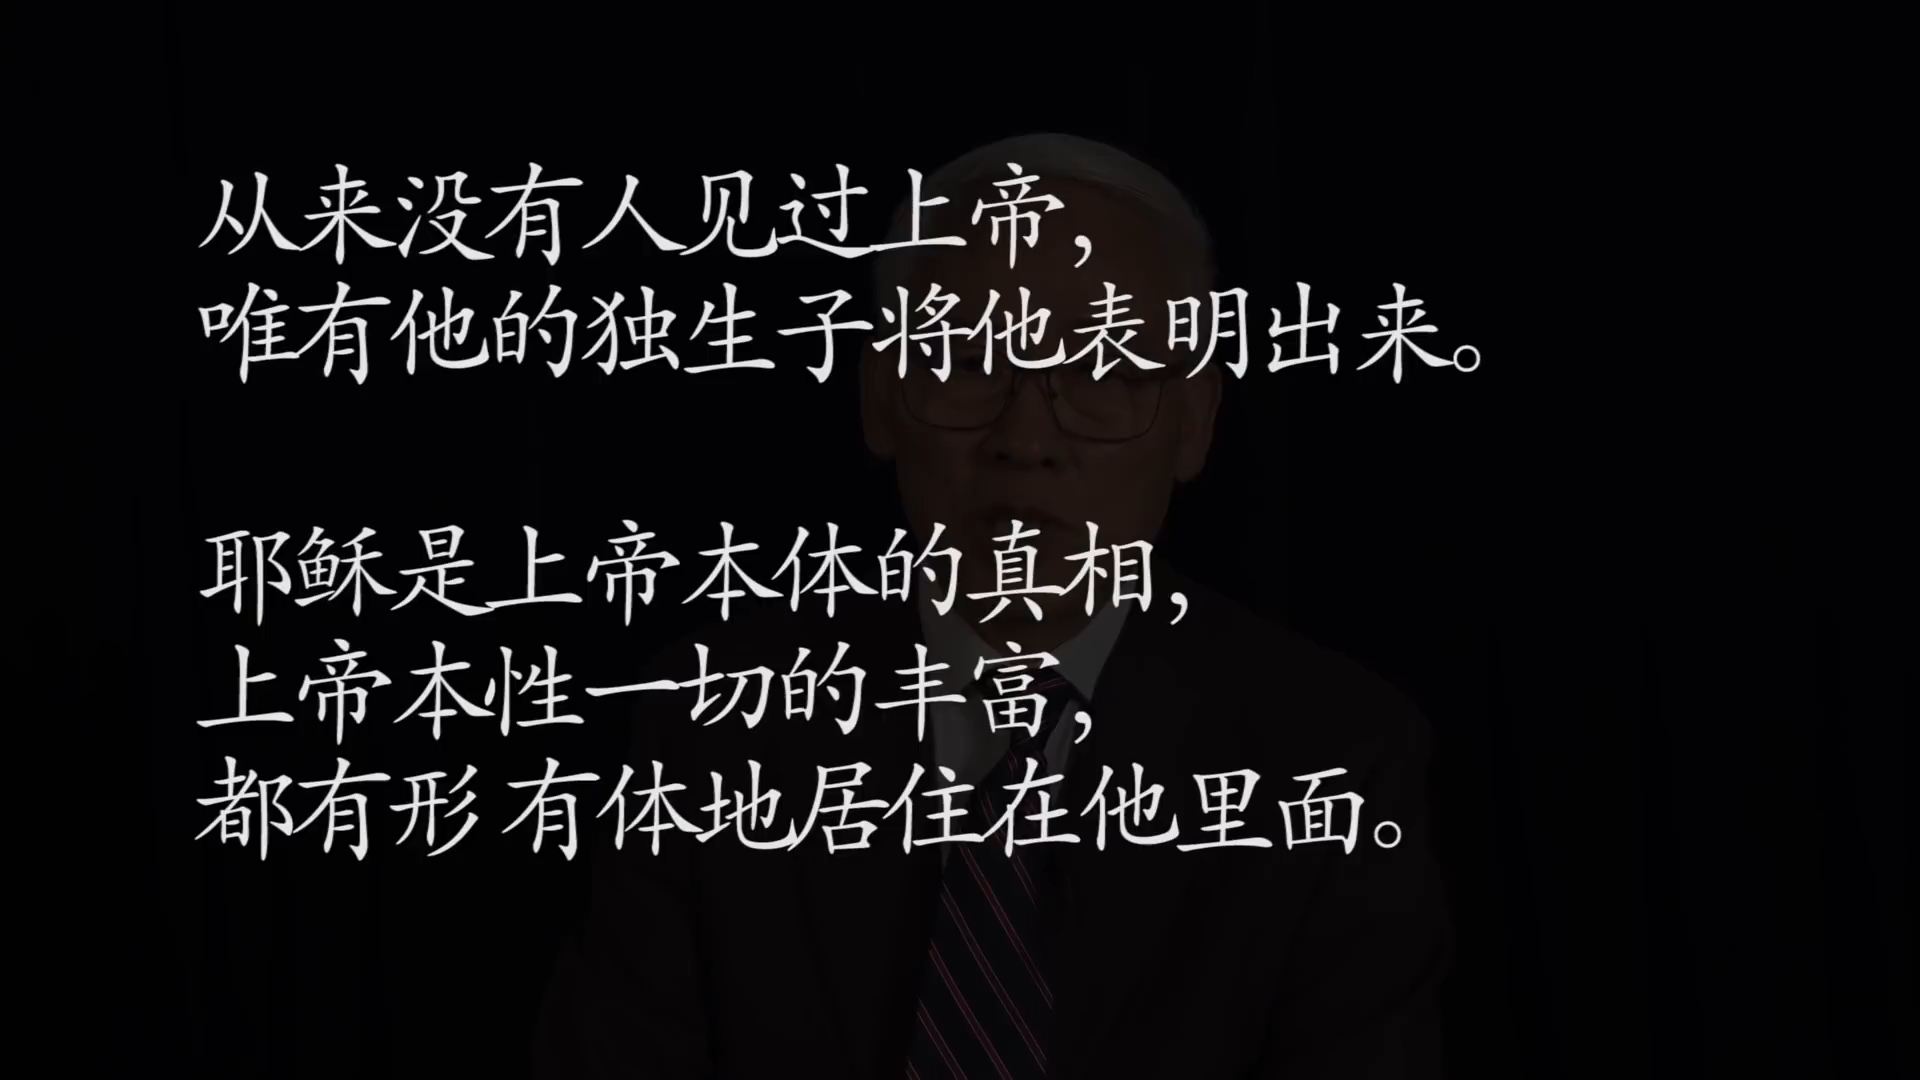 从来没有人见过上帝，
唯有他的独生子将他表明出来。
耶稣是上帝本体的真相，
上帝本性一切的丰富，
都有形 有体地居住在他里面。